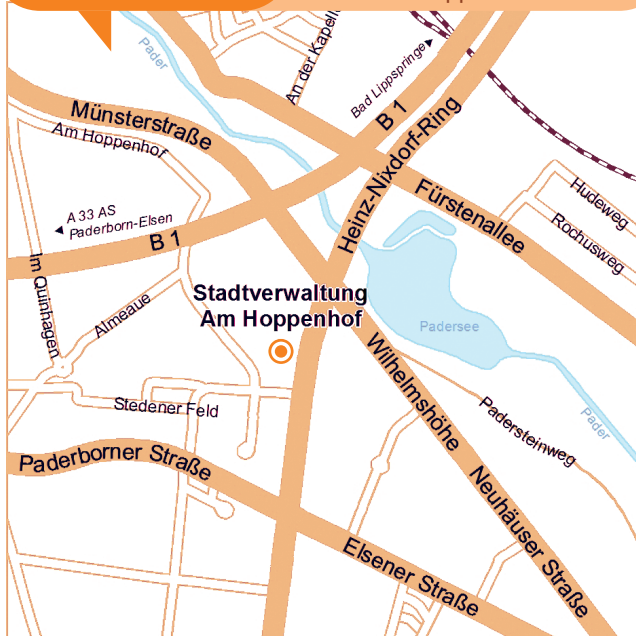 Pader
An der Kapelle
Bad Lippspringe
B 1
Münsterstraße
Am Hoppenhof
Heinz-Nixdorf-Ring
Fürstenallee
Hudeweg
Rochusweg
A 33 AS
Paderborn-Elsen
B 1
Im Quinhagen
Almeaue
Stadtverwaltung
Am Hoppenhof
Padersee
Wilhelmshöhe
Stedener Feld
Padersteinweg
Pader
Paderborner Straße
Neuhäuser Straße
Elsener Straße